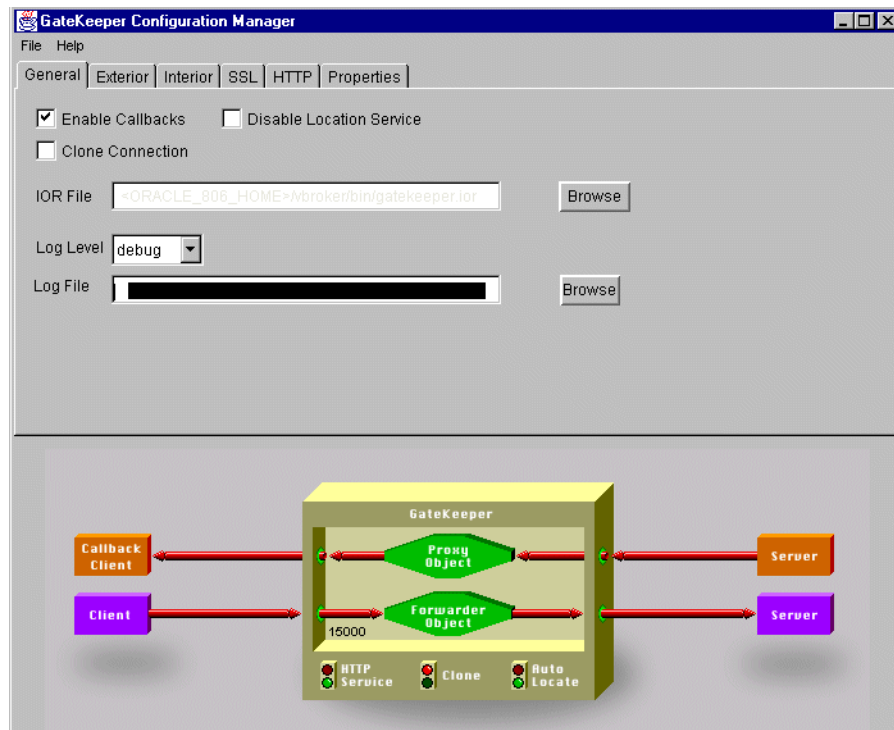 GateKeeper Configuration Manager
File Help
General Exterior Interior SSL HTTP Properties
Enable Callbacks Disable Location Service
Clone Connection
IOR File <ORACLE_806_HOME>/vbroker/bin/gatekeeper.ior Browse
Log Level debug
Log File Browse
GateKeeper
Callback
Client
Proxy
Object
Server
Client
Forwarder
Object
Server
15000
HTTP
Service
Clone
Auto
Locate